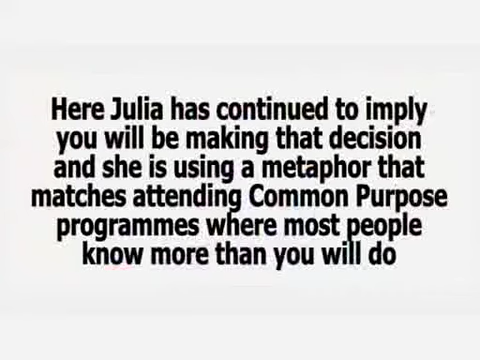 Here Julia has continued to imply
you will be making that decision
and she is using a metaphor that
matches attending Common Purpose
programmes where most people
know more than you will do